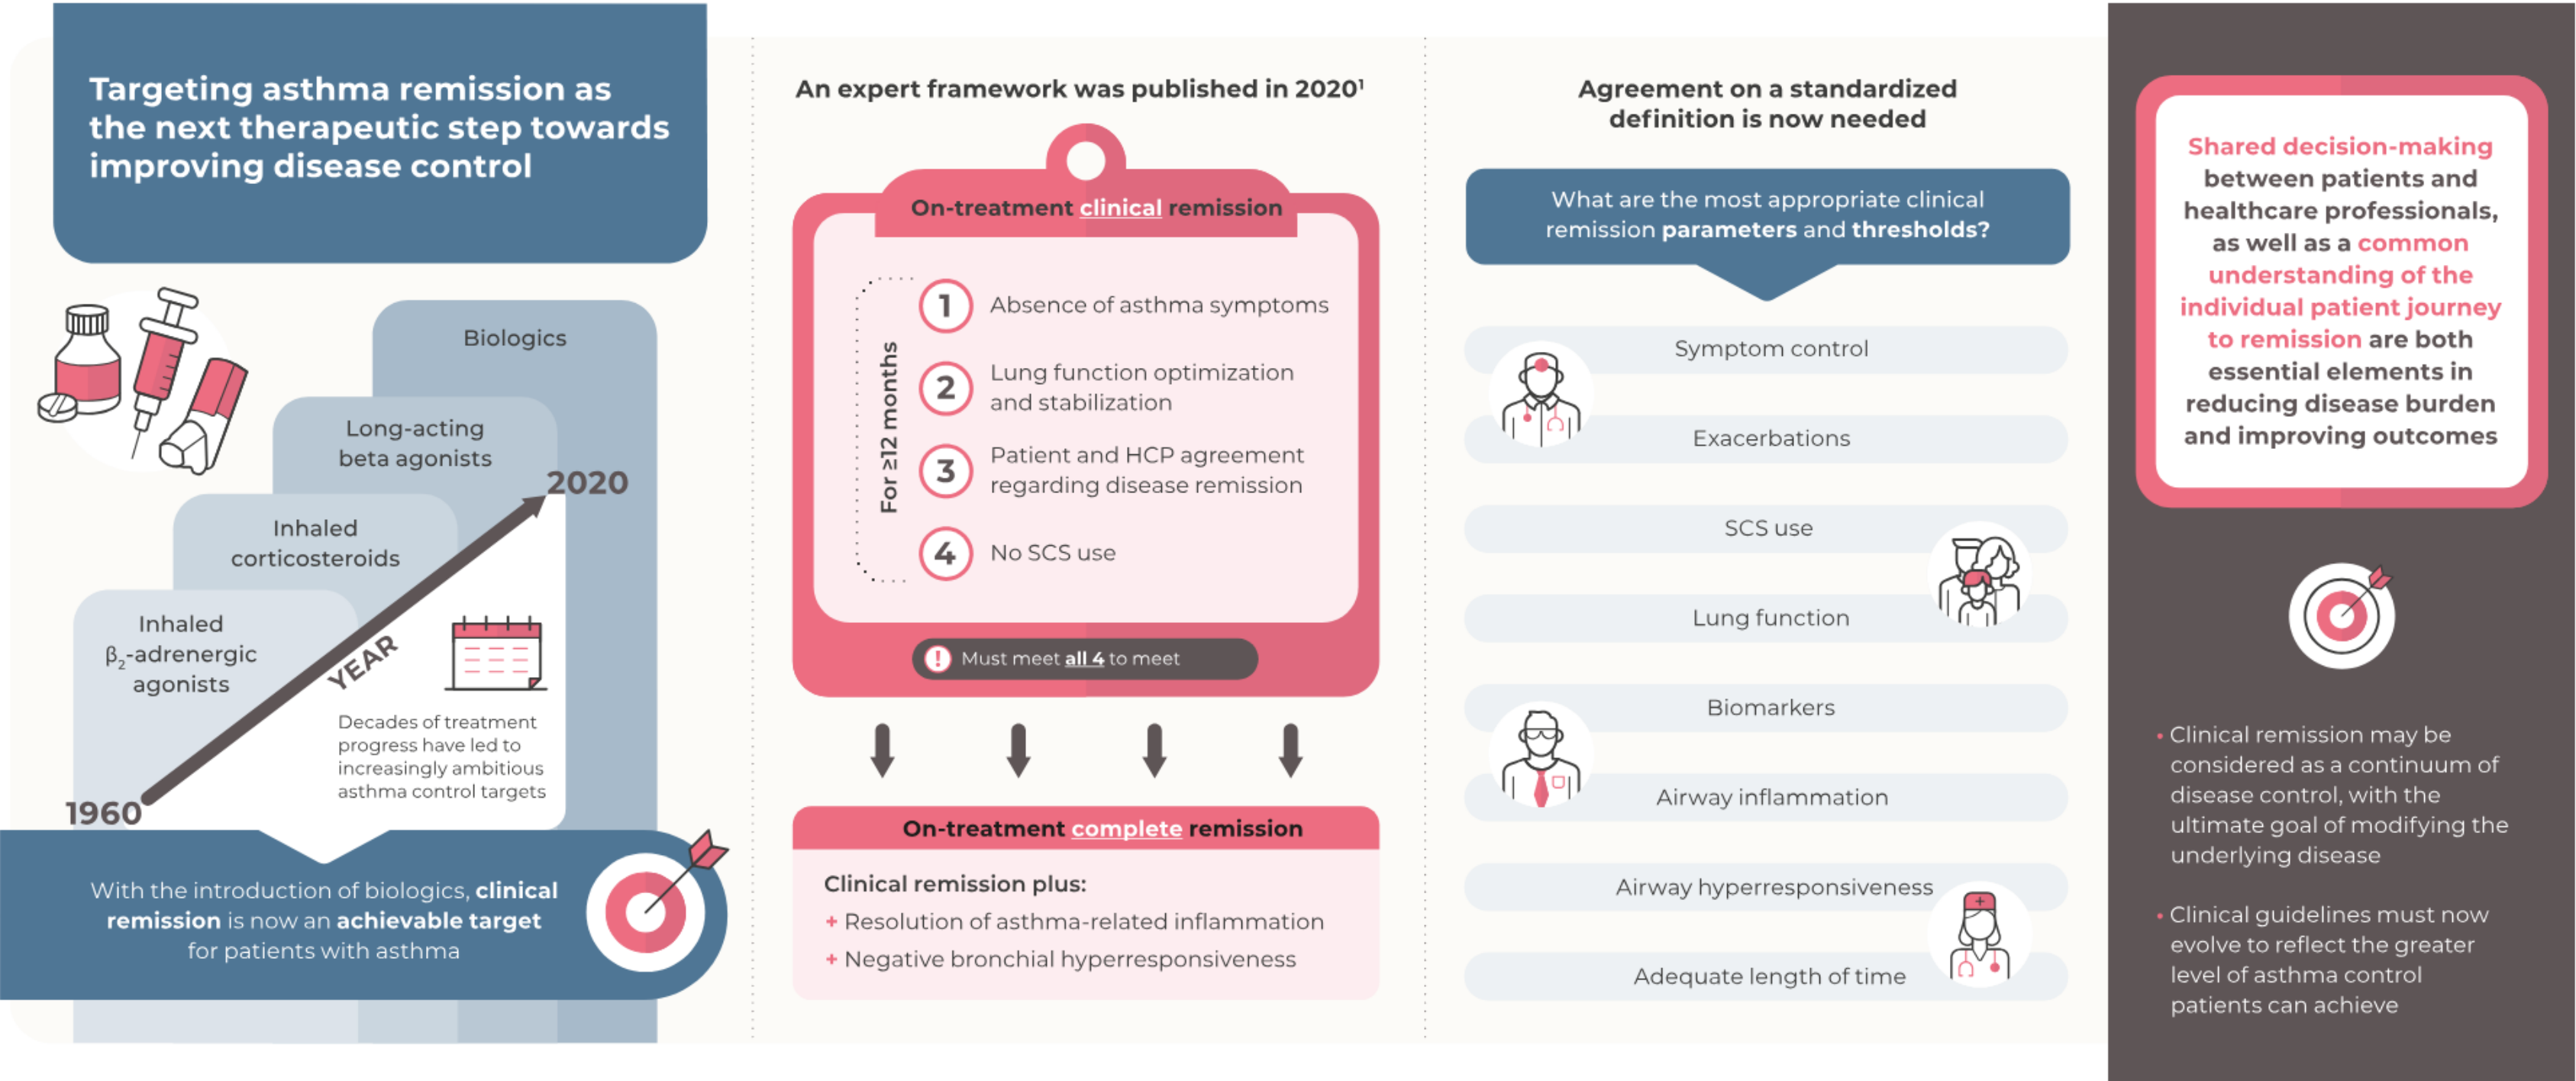 Targeting asthma remission as
the next therapeutic step towards
improving disease control
Biologics
Long-acting
beta agonists
2020
Inhaled
corticosteroids
Inhaled
β₂-adrenergic
agonists
YEAR
Decades of treatment
progress have led to
increasingly ambitious
asthma control targets
1960
With the introduction of biologics, clinical
remission is now an achievable target
for patients with asthma
An expert framework was published in 2020¹
On-treatment clinical remission
For ≥12 months
1 Absence of asthma symptoms
2 Lung function optimization
and stabilization
3 Patient and HCP agreement
regarding disease remission
4 No SCS use
! Must meet all 4 to meet
On-treatment complete remission
Clinical remission plus:
+ Resolution of asthma-related inflammation
+ Negative bronchial hyperresponsiveness
Agreement on a standardized
definition is now needed
What are the most appropriate clinical
remission parameters and thresholds?
Symptom control
Exacerbations
SCS use
Lung function
Biomarkers
Airway inflammation
Airway hyperresponsiveness
Adequate length of time
Shared decision-making
between patients and
healthcare professionals,
as well as a common
understanding of the
individual patient journey
to remission are both
essential elements in
reducing disease burden
and improving outcomes
• Clinical remission may be
considered as a continuum of
disease control, with the
ultimate goal of modifying the
underlying disease
• Clinical guidelines must now
evolve to reflect the greater
level of asthma control
patients can achieve